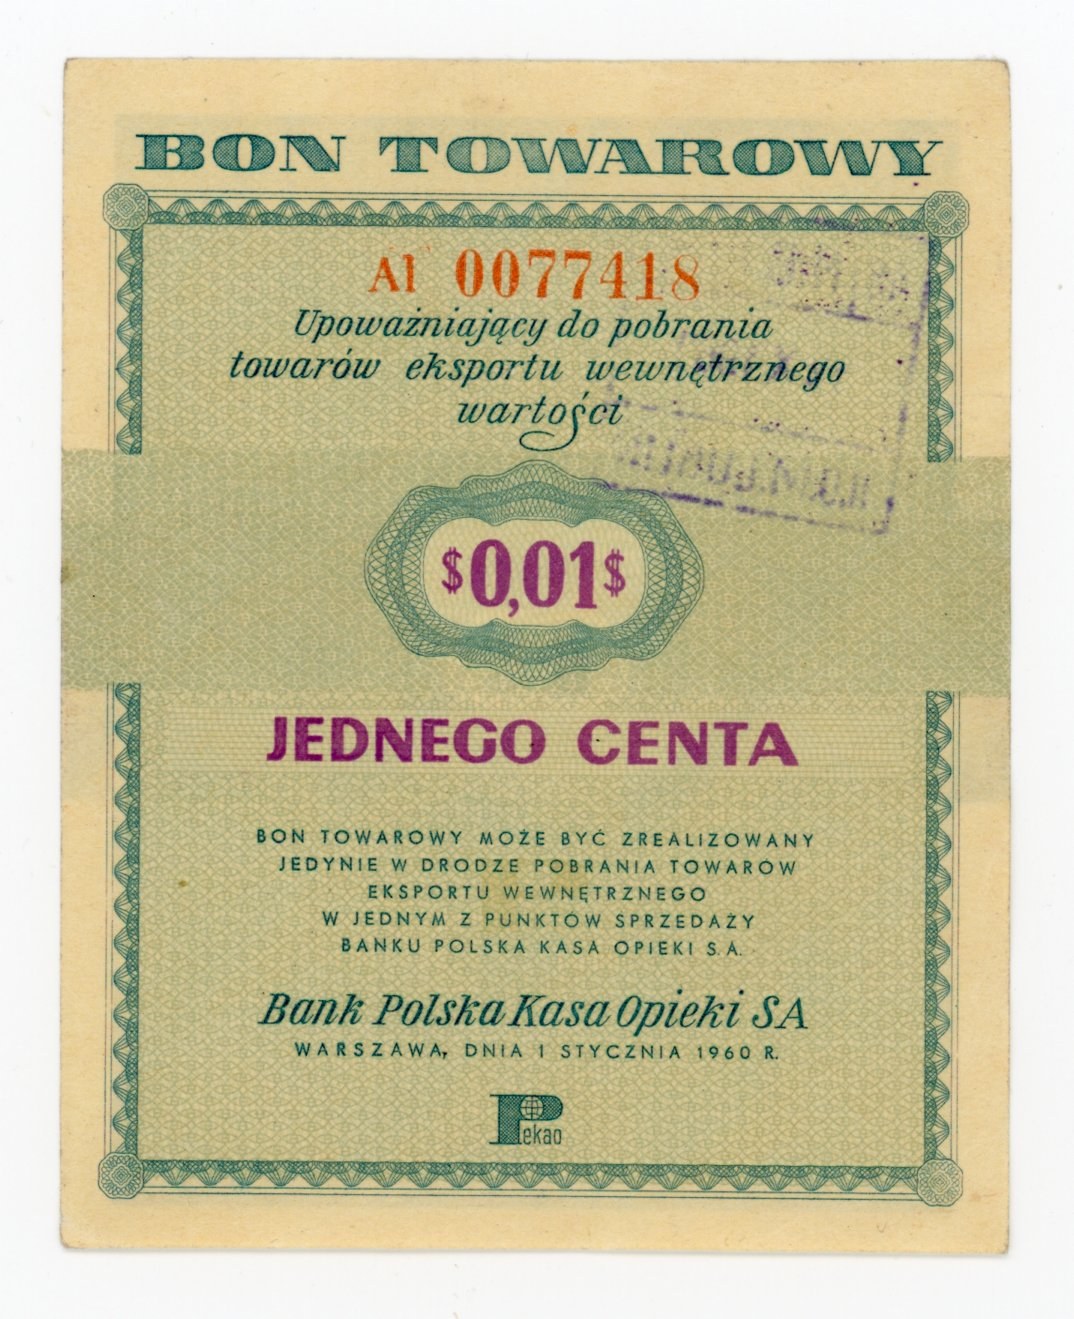 BON TOWAROWY
Al 0077418
Upoważniający do pobrania
towarów eksportu wewnętrznego
wartości
$0,01$
JEDNEGO CENTA
BON TOWAROWY MOŻE BYĆ ZREALIZOWANY
JEDYNIE W DRODZE POBRANIA TOWARÓW
EKSPORTU WEWNĘTRZNEGO
W JEDNYM Z PUNKTÓW SPRZEDAŻY
BANKU POLSKA KASA OPIEKI S.A.
Bank Polska Kasa Opieki SA
WARSZAWA, DNIA 1 STYCZNIA 1960 R.
Pekao